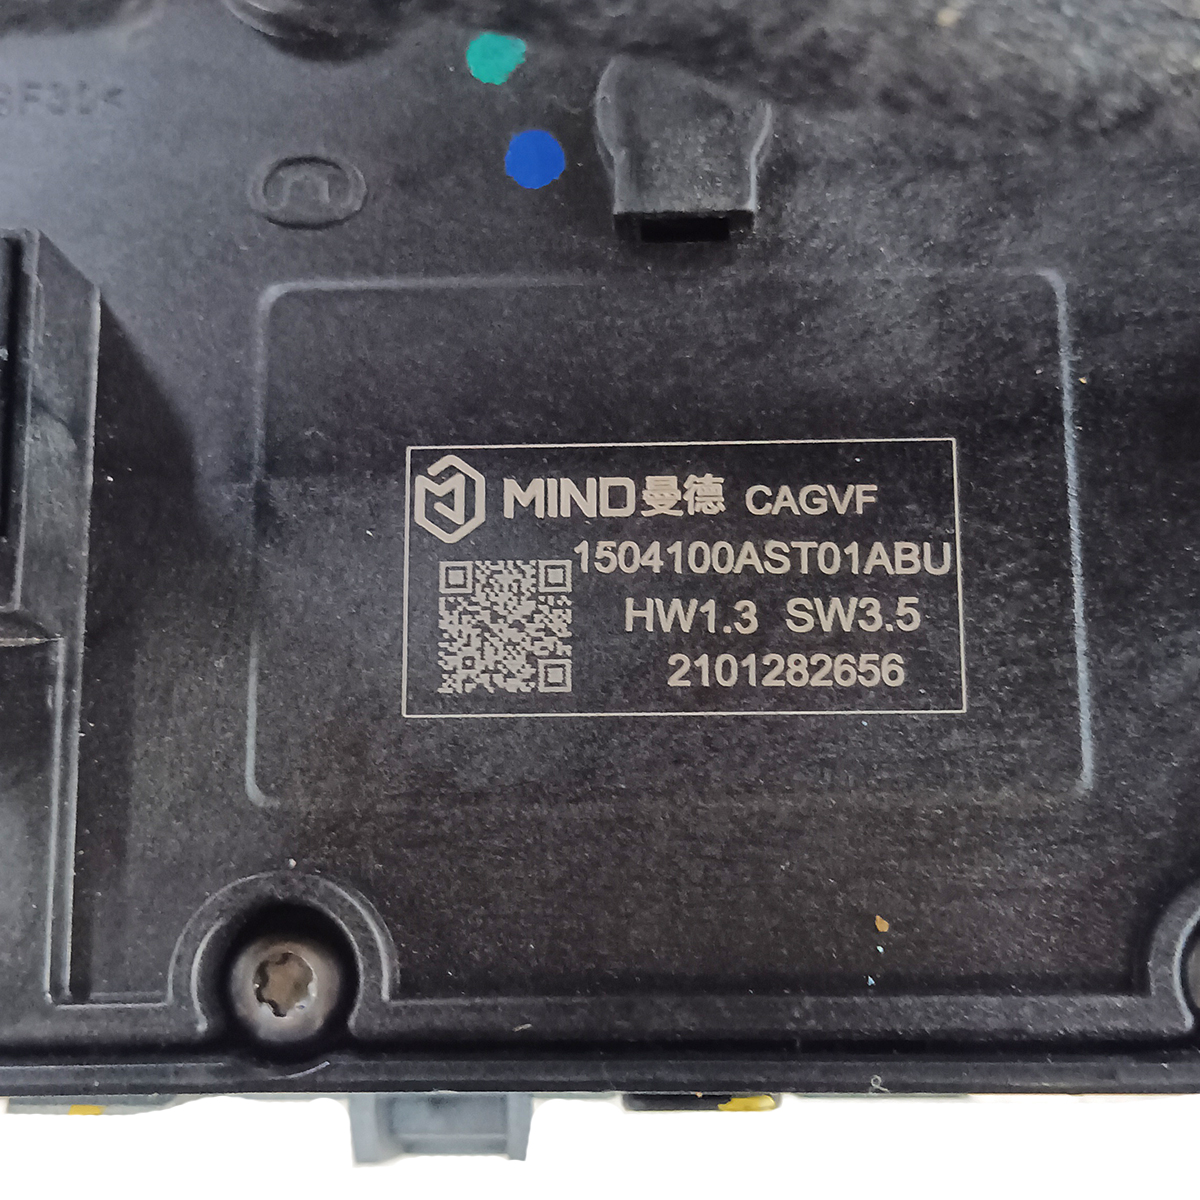 MIND曼德 CAGVF
1504100AST01ABU
HW1.3 SW3.5
2101282656